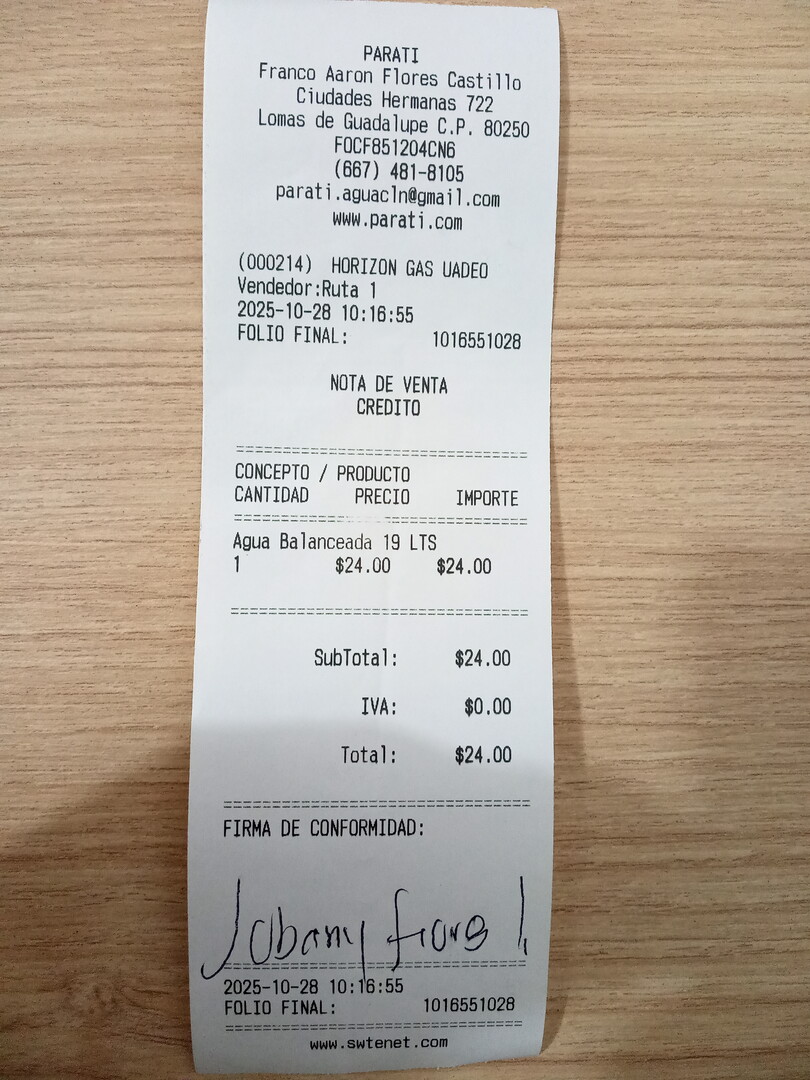 PARATI
Franco Aaron Flores Castillo
Ciudades Hermanas 722
Lomas de Guadalupe C.P. 80250
FOCF851204CN6
(667) 481-8105
parati.aguacln@gmail.com
www.parati.com
(000214) HORIZON GAS UADEO
Vendedor:Ruta 1
2025-10-28 10:16:55
FOLIO FINAL: 1016551028
NOTA DE VENTA
CREDITO
CONCEPTO / PRODUCTO
CANTIDAD PRECIO IMPORTE
Agua Balanceada 19 LTS
1 $24.00 $24.00
SubTotal: $24.00
IVA: $0.00
Total: $24.00
FIRMA DE CONFORMIDAD:
Jobany
2025-10-28 10:16:55
FOLIO FINAL: 1016551028
www.swtenet.com